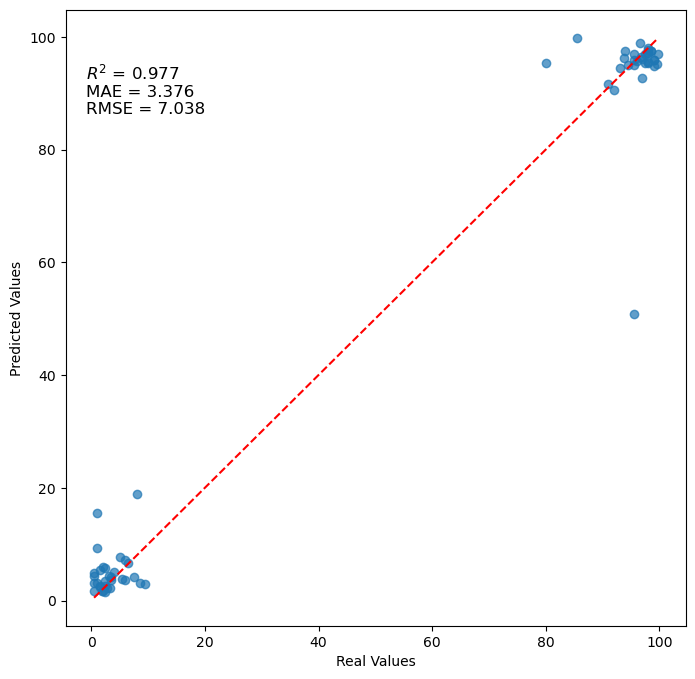 100
80
60
40
20
0
Predicted Values
R² = 0.977
MAE = 3.376
RMSE = 7.038
0 20 40 60 80 100
Real Values